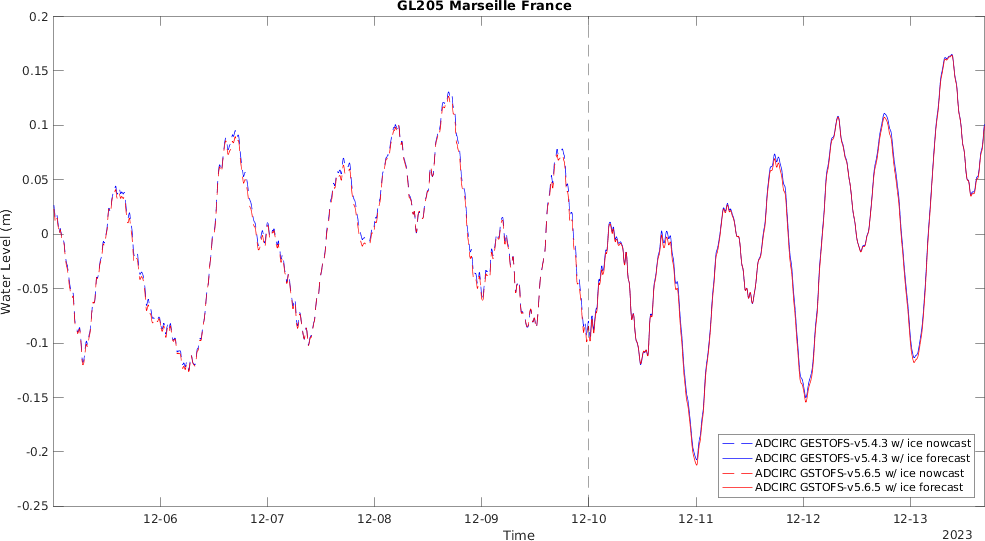 GL205 Marseille France
0.2
0.15
0.1
0.05
0
-0.05
-0.1
-0.15
-0.2
-0.25
Water Level (m)
ADCIRC GESTOFS-v5.4.3 w/ ice nowcast
ADCIRC GESTOFS-v5.4.3 w/ ice forecast
ADCIRC GSTOFS-v5.6.5 w/ ice nowcast
ADCIRC GSTOFS-v5.6.5 w/ ice forecast
12-06 12-07 12-08 12-09 12-10 12-11 12-12 12-13
Time
2023